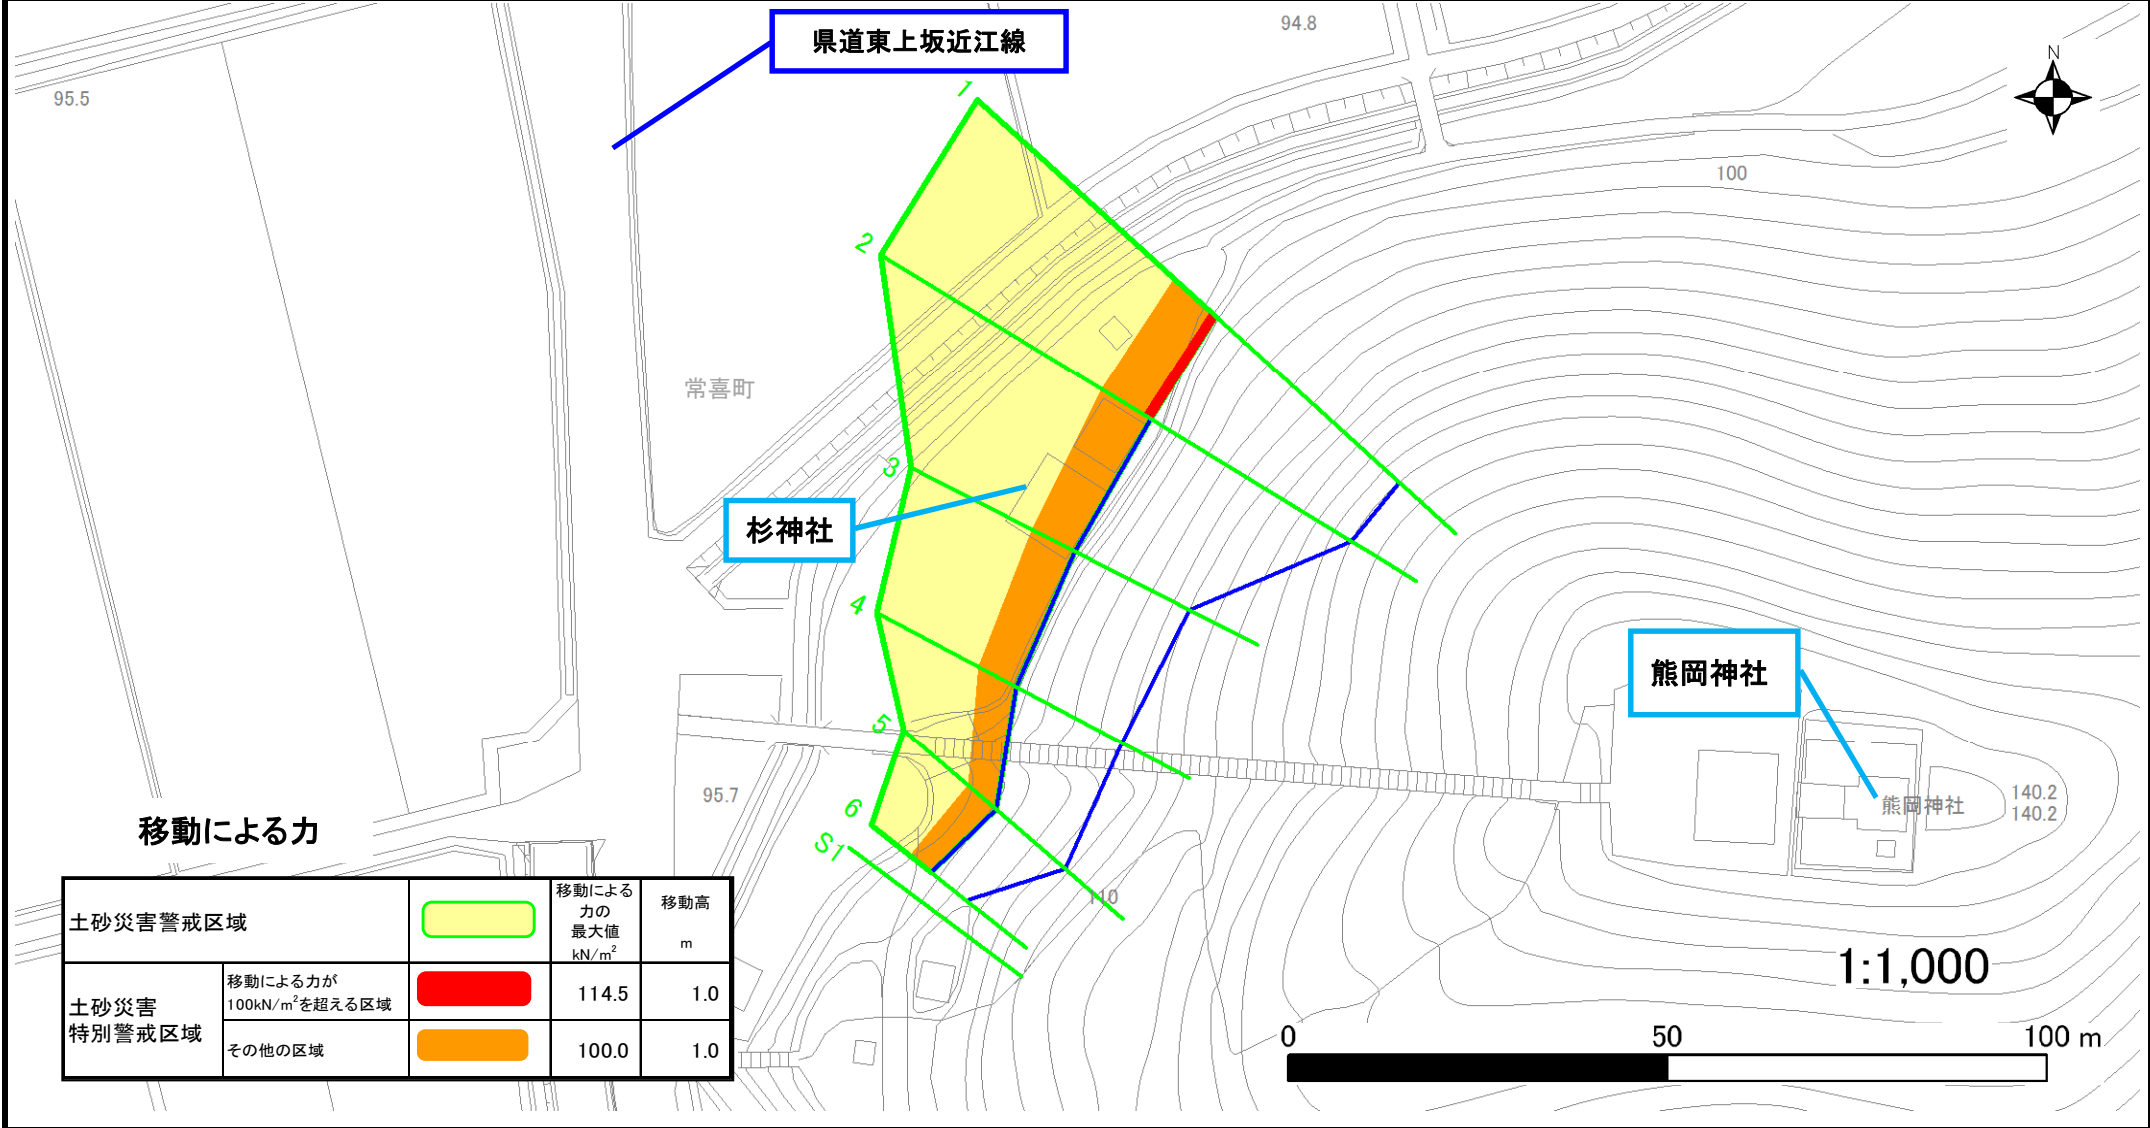 県道東上坂近江線
94.8
N
95.5
1
100
2
常喜町
3
杉神社
4
熊岡神社
5
95.7
6
熊岡神社
140.2
140.2
S1
110
移動による力
土砂災害警戒区域
移動による
力の
最大値
kN/m²
移動高
m
土砂災害
特別警戒区域
移動による力が
100kN/m²を超える区域
114.5
1.0
その他の区域
100.0
1.0
1:1,000
0
50
100 m